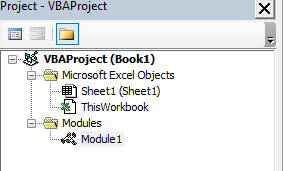 Project - VBAProject
VBAProject (Book1)
Microsoft Excel Objects
Sheet1 (Sheet1)
ThisWorkbook
Modules
Module1